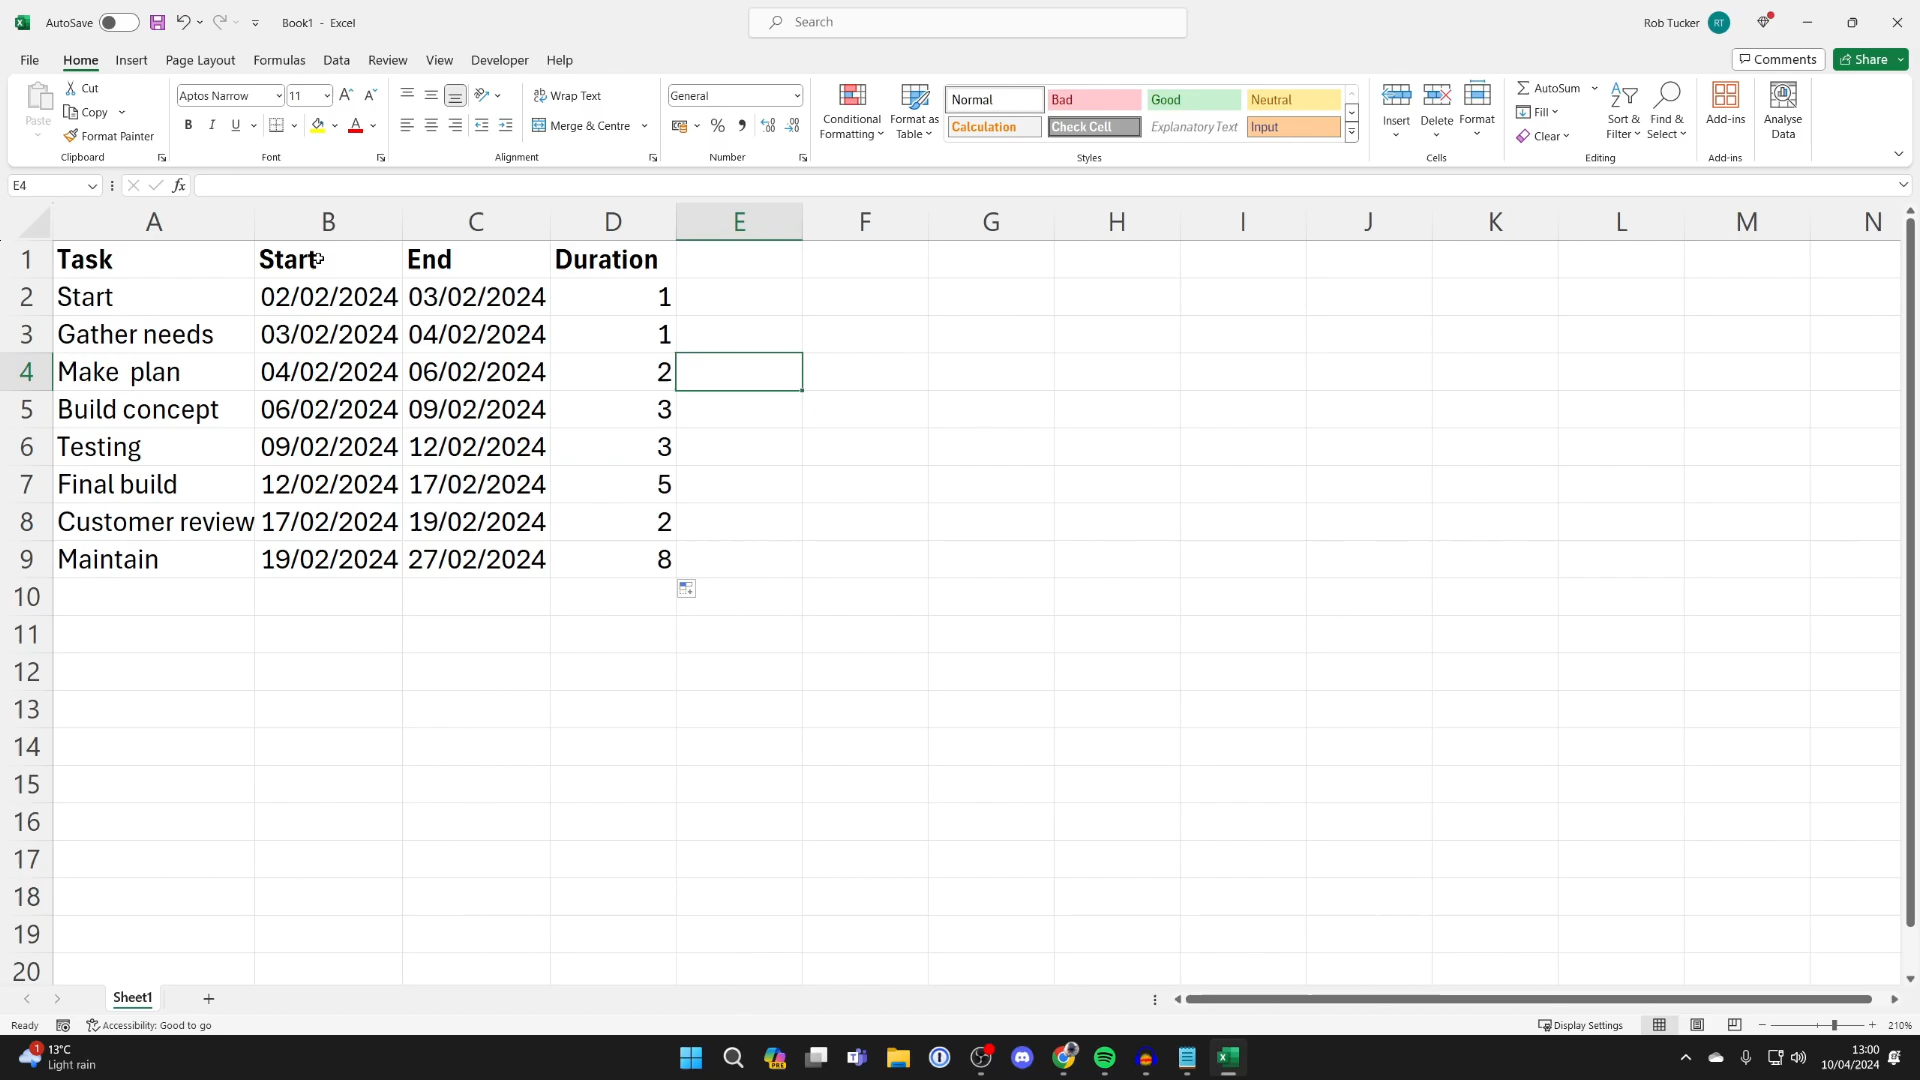 AutoSave Book1 - Excel Search Rob Tucker RT
File Home Insert Page Layout Formulas Data Review View Developer Help Comments Share
Paste Cut Copy Format Painter Clipboard
Aptos Narrow 11 B I U A Font
Wrap Text Merge & Centre Alignment
General % Number
Conditional Formatting Format as Table Normal Bad Good Neutral Calculation Check Cell Explanatory Text Input Styles
Insert Delete Format Cells
AutoSum Fill Clear Sort & Filter Find & Select Editing
Add-ins Add-ins
Analyse Data
E4 fx
A B C D E F G H I J K L M N
1 Task Start End Duration
2 Start 02/02/2024 03/02/2024 1
3 Gather needs 03/02/2024 04/02/2024 1
4 Make plan 04/02/2024 06/02/2024 2
5 Build concept 06/02/2024 09/02/2024 3
6 Testing 09/02/2024 12/02/2024 3
7 Final build 12/02/2024 17/02/2024 5
8 Customer review 17/02/2024 19/02/2024 2
9 Maintain 19/02/2024 27/02/2024 8
10
11
12
13
14
15
16
17
18
19
20
Sheet1
Ready Accessibility: Good to go Display Settings 210%
1 13°C 13:00
Light rain PRE 10/04/2024